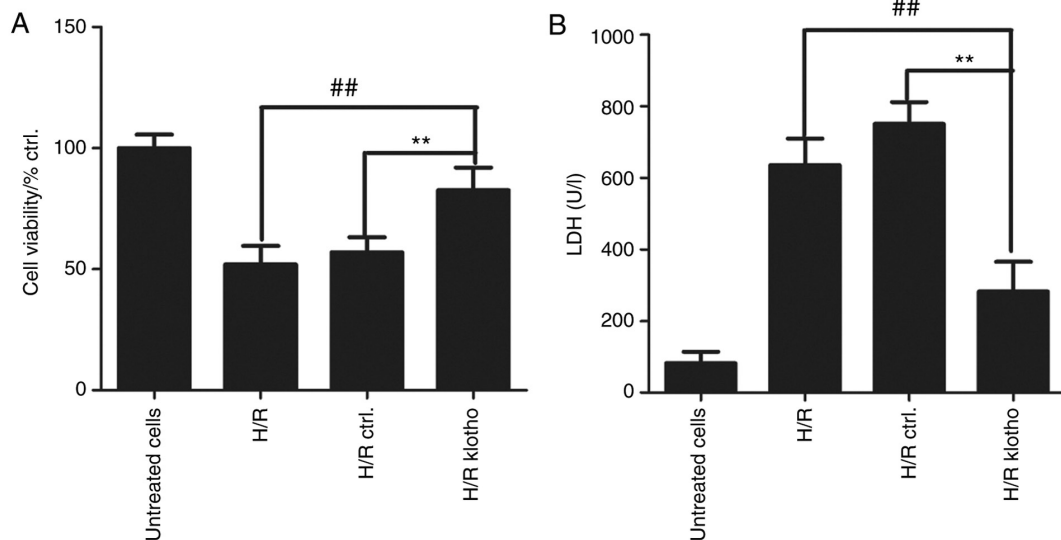 A
Cell viability/% ctrl.
150
100
50
0
##
**
Untreated cells
H/R
H/R ctrl.
H/R klotho
B
LDH (U/l)
1000
800
600
400
200
0
##
**
Untreated cells
H/R
H/R ctrl.
H/R klotho